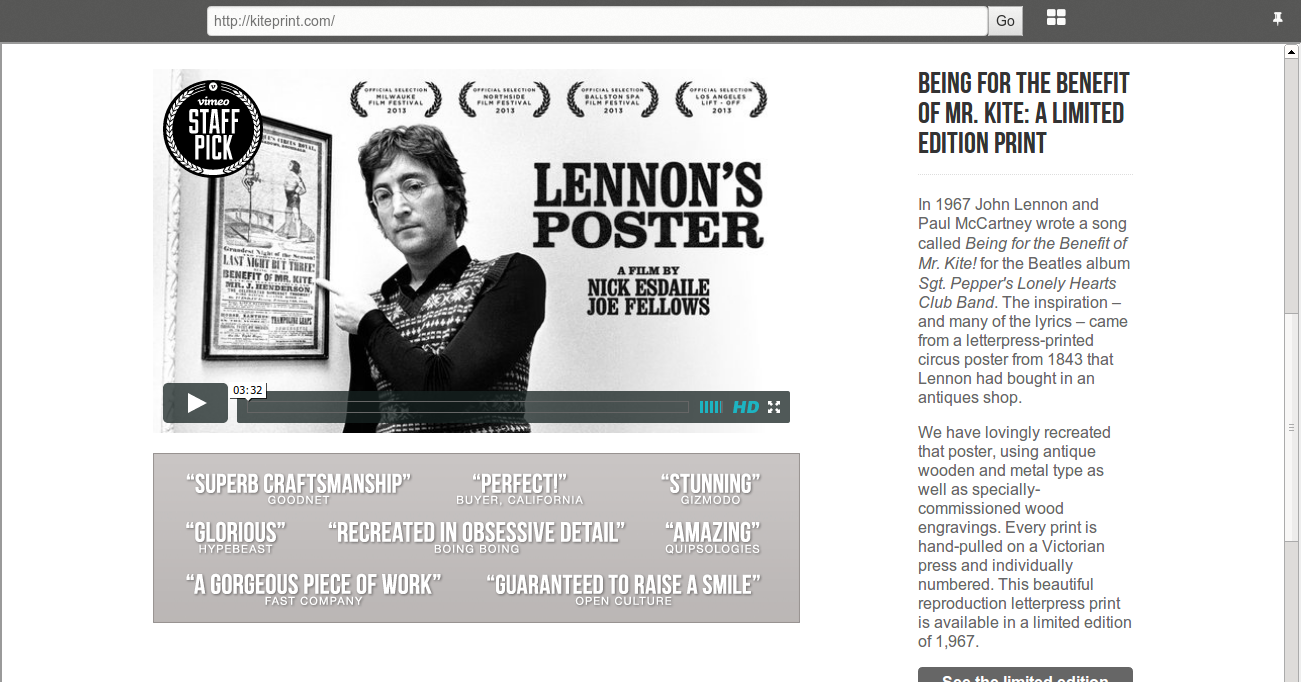 http://kiteprint.com/
Go
vimeo
STAFF
PICK
OFFICIAL SELECTION
MILWAUKE
FILM FESTIVAL
2013
OFFICIAL SELECTION
NORTHSIDE
FILM FESTIVAL
2013
OFFICIAL SELECTION
BALLSTON SPA
FILM FESTIVAL
2013
OFFICIAL SELECTION
LOS ANGELES
LIFT - OFF
2013
Grandest Night of the Season
LAST NIGHT BUT THREE!
BENEFIT OF MR. KITE,
MR. J. HENDERSON,
LENNON'S
POSTER
A FILM BY
NICK ESDAILE
JOE FELLOWS
03:32
HD
“SUPERB CRAFTSMANSHIP”
GOODNET
“PERFECT!”
BUYER, CALIFORNIA
“STUNNING”
GIZMODO
“GLORIOUS”
HYPEBEAST
“RECREATED IN OBSESSIVE DETAIL”
BOING BOING
“AMAZING”
QUIPSOLOGIES
“A GORGEOUS PIECE OF WORK”
FAST COMPANY
“GUARANTEED TO RAISE A SMILE”
OPEN CULTURE
BEING FOR THE BENEFIT
OF MR. KITE: A LIMITED
EDITION PRINT
In 1967 John Lennon and
Paul McCartney wrote a song
called Being for the Benefit of
Mr. Kite! for the Beatles album
Sgt. Pepper's Lonely Hearts
Club Band. The inspiration –
and many of the lyrics – came
from a letterpress-printed
circus poster from 1843 that
Lennon had bought in an
antiques shop.
We have lovingly recreated
that poster, using antique
wooden and metal type as
well as specially-
commissioned wood
engravings. Every print is
hand-pulled on a Victorian
press and individually
numbered. This beautiful
reproduction letterpress print
is available in a limited edition
of 1,967.
See the limited edition